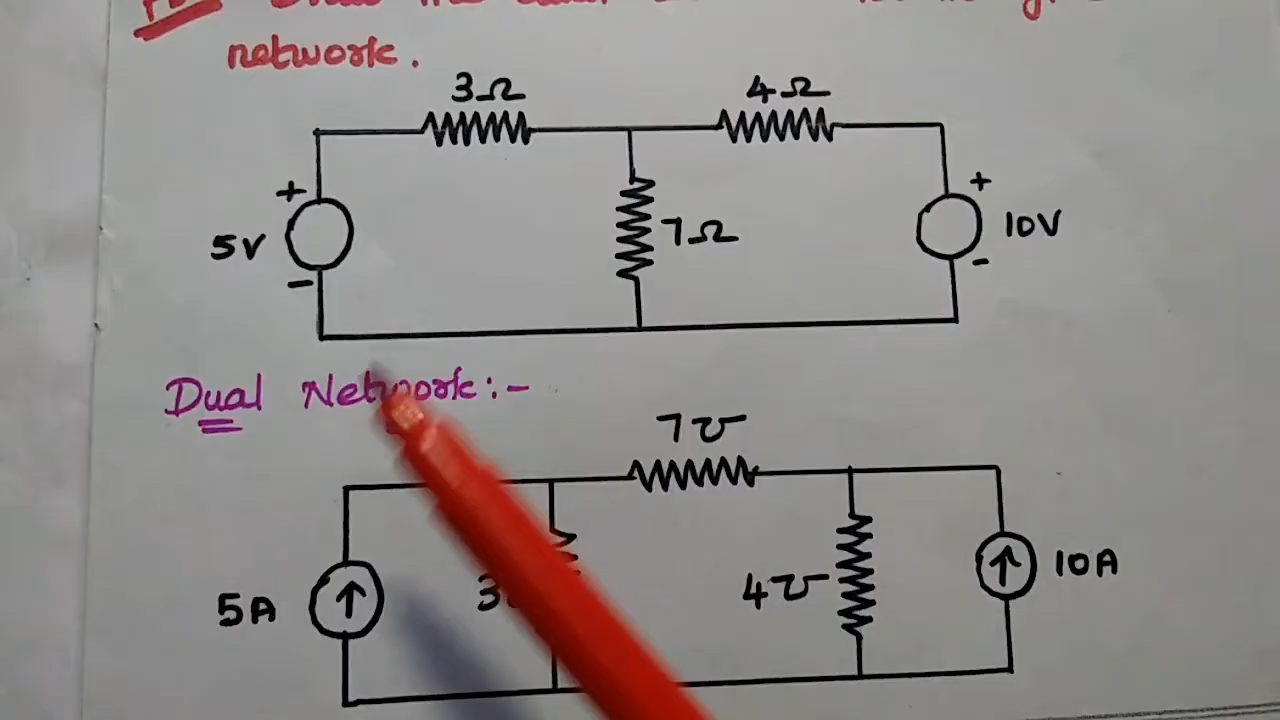 network.
3Ω 4Ω
+ +
5V 7Ω 10V
- -
Dual Network:-
7℧
5A 4℧ 10A